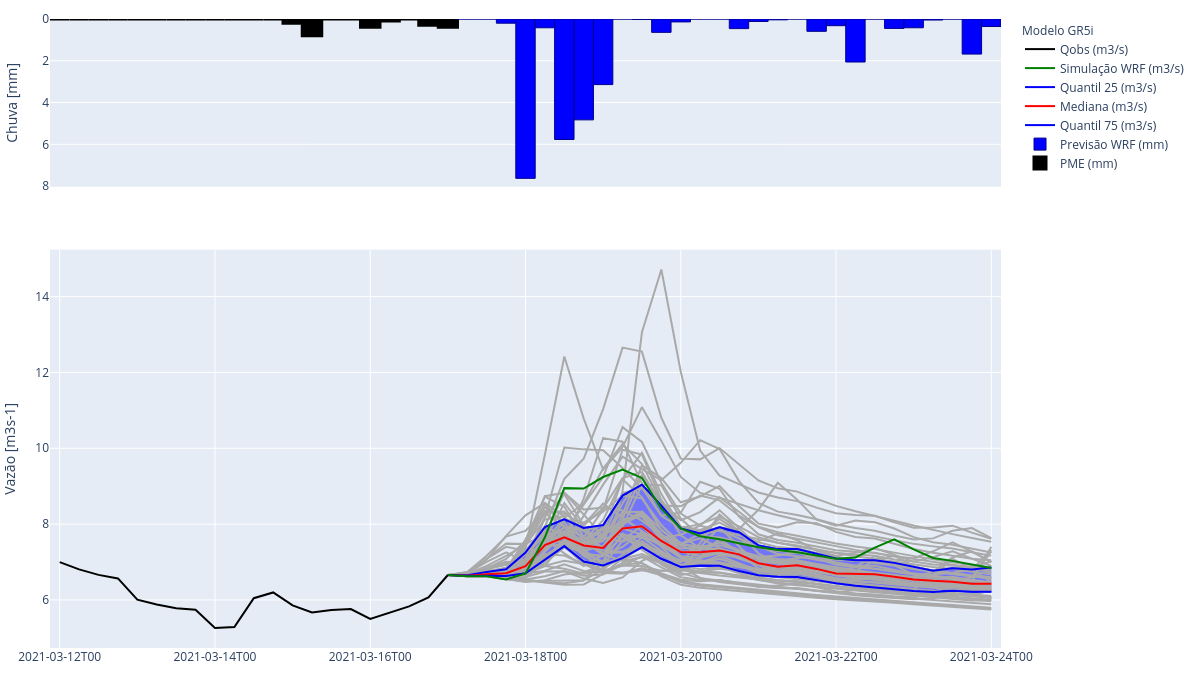 Chuva [mm]
0
2
4
6
8
Modelo GR5i
Qobs (m3/s)
Simulação WRF (m3/s)
Quantil 25 (m3/s)
Mediana (m3/s)
Quantil 75 (m3/s)
Previsão WRF (mm)
PME (mm)
Vazão [m3s-1]
14
12
10
8
6
2021-03-12T00
2021-03-14T00
2021-03-16T00
2021-03-18T00
2021-03-20T00
2021-03-22T00
2021-03-24T00